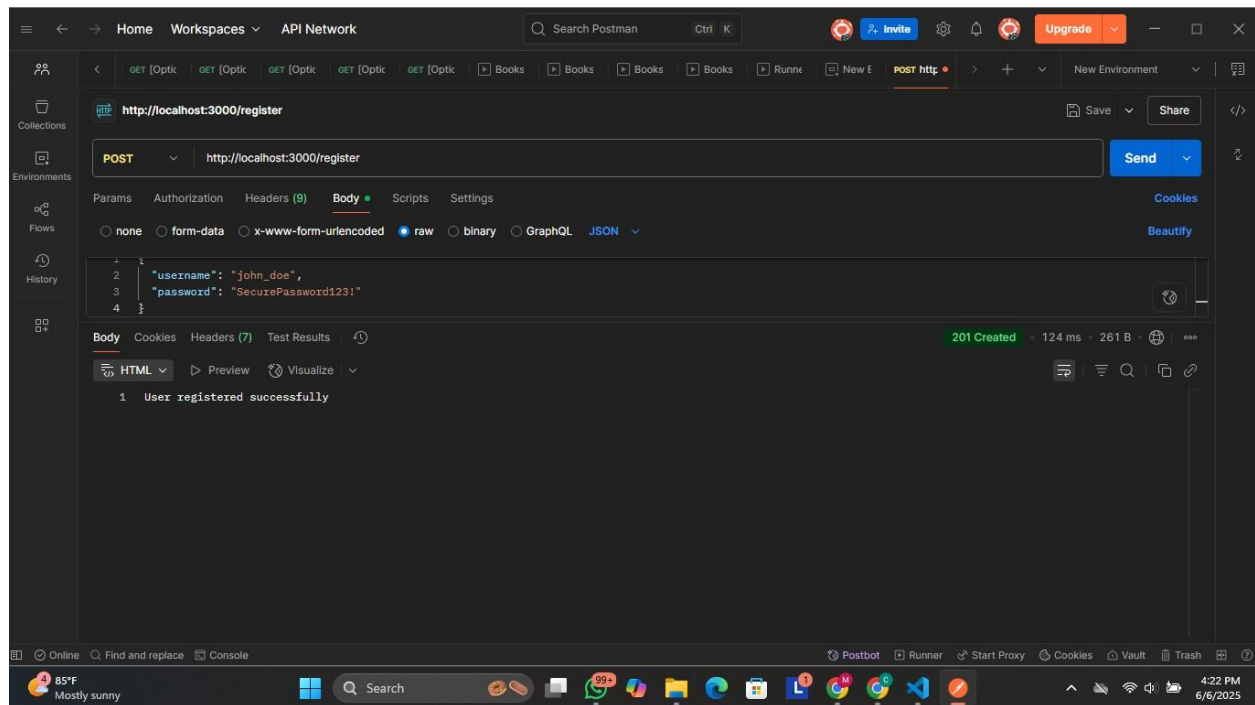 Home Workspaces API Network Search Postman Ctrl K Invite Upgrade
GET [Optic GET [Optic GET [Optic GET [Optic GET [Optic Books Books Books Books Runne New E POST http New Environment
HTTP http://localhost:3000/register Save Share
Collections
POST http://localhost:3000/register Send
Environments
Params Authorization Headers (9) Body Scripts Settings Cookies
Flows
none form-data x-www-form-urlencoded raw binary GraphQL JSON Beautify
History
1 {
2 "username": "john_doe",
3 "password": "SecurePassword123!"
4 }
Body Cookies Headers (7) Test Results 201 Created 124 ms 261 B
HTML Preview Visualize
1 User registered successfully
Online Find and replace Console Postbot Runner Start Proxy Cookies Vault Trash
4 85°F
Mostly sunny
Search
99+
L
M
C
4:22 PM
6/6/2025